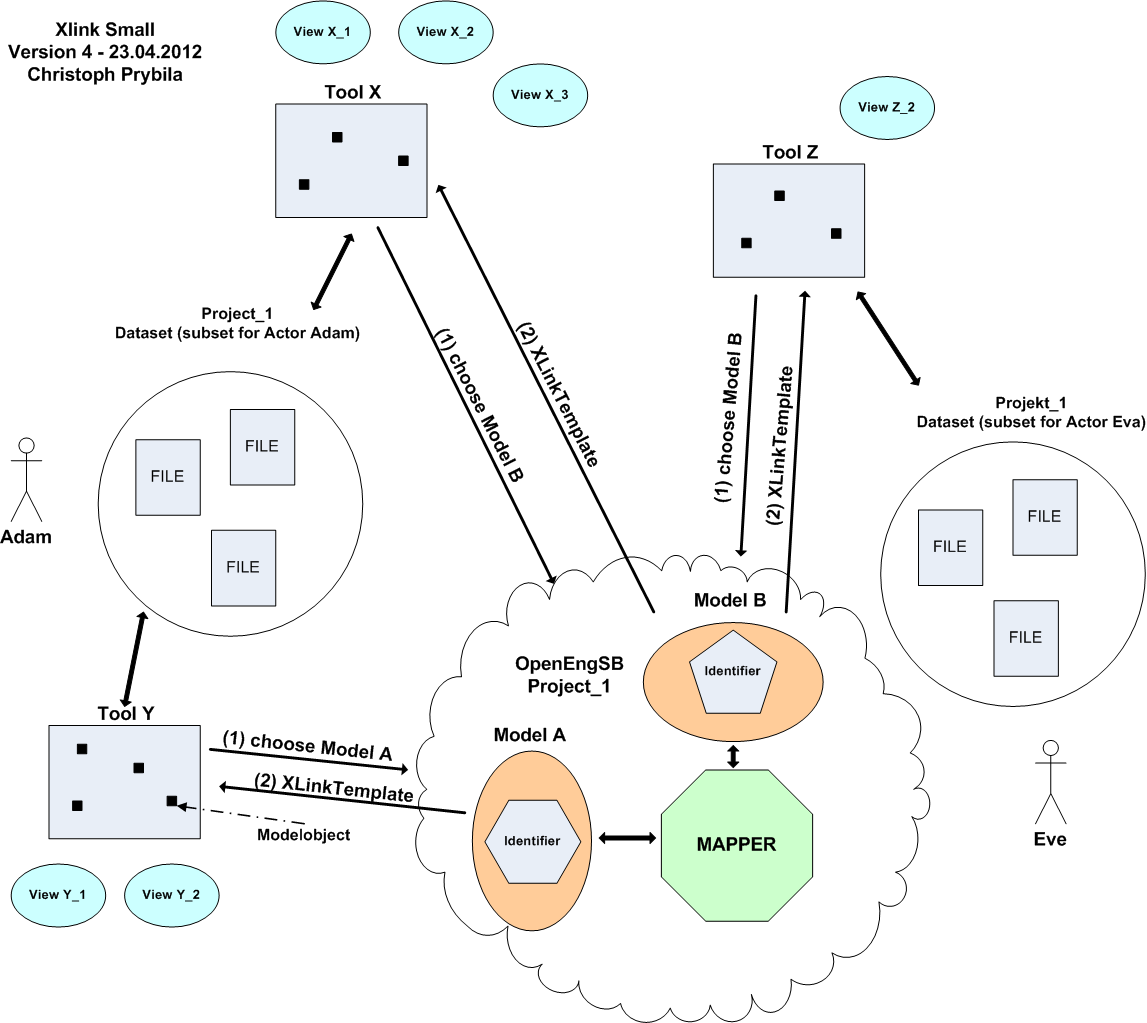 Xlink Small
Version 4 - 23.04.2012
Christoph Prybila
View X_1
View X_2
View X_3
Tool X
View Z_2
Tool Z
Project_1
Dataset (subset for Actor Adam)
(1) choose Model B
(2) XLinkTemplate
(1) choose Model B
(2) XLinkTemplate
Projekt_1
Dataset (subset for Actor Eva)
FILE
FILE
FILE
Adam
FILE
FILE
FILE
Model B
Identifier
OpenEngSB
Project_1
Tool Y
(1) choose Model A
(2) XLinkTemplate
Modelobject
Model A
Identifier
MAPPER
Eve
View Y_1
View Y_2